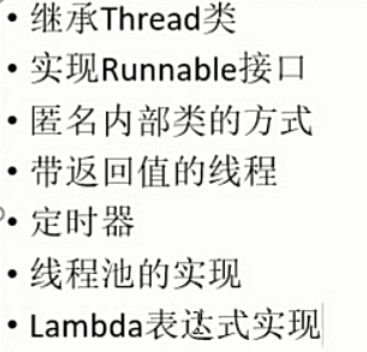 • 继承Thread类
• 实现Runnable接口
• 匿名内部类的方式
• 带返回值的线程
• 定时器
• 线程池的实现
• Lambda表达式实现